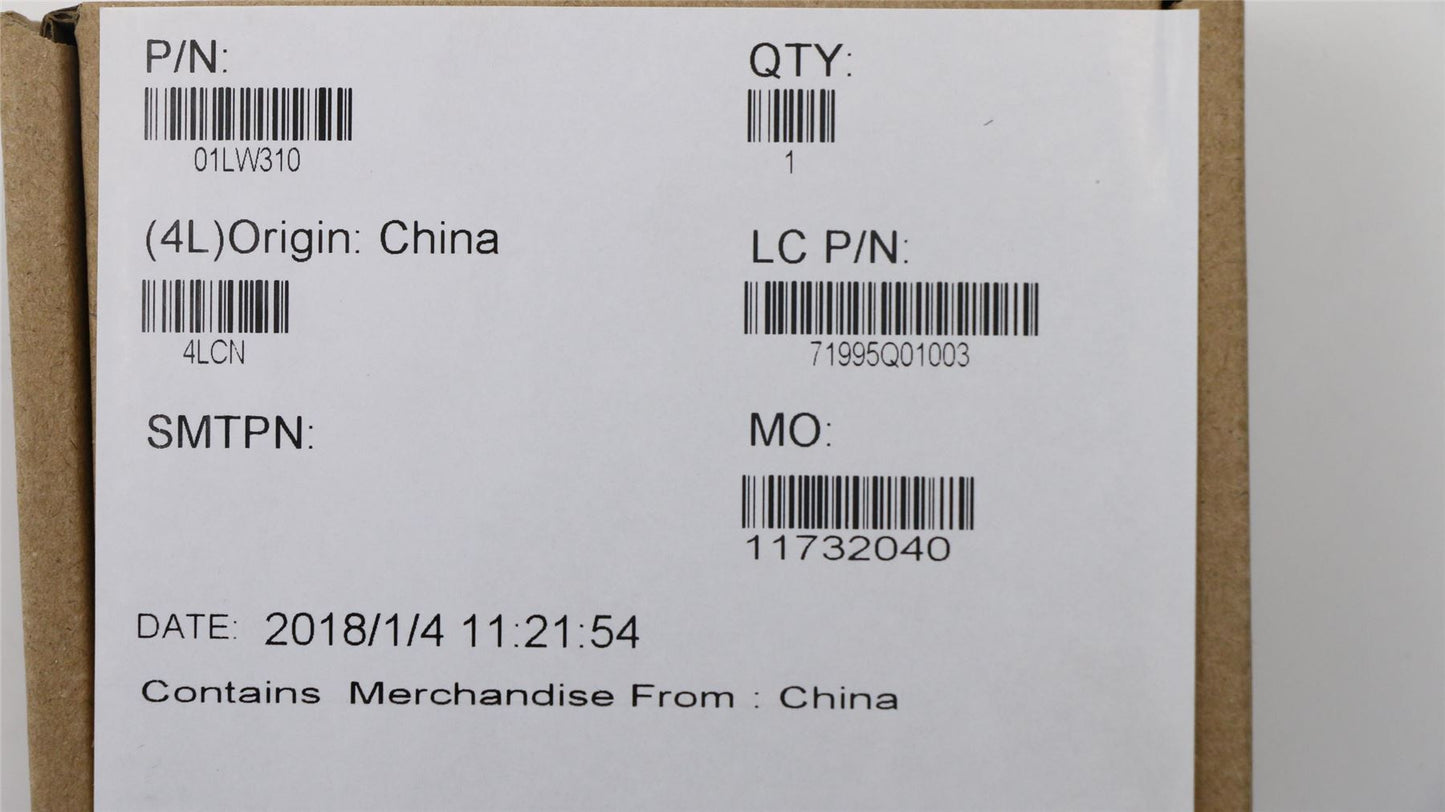 P/N:
01LW310
QTY:
1
(4L)Origin: China
4LCN
LC P/N:
71995Q01003
SMTPN:
MO:
11732040
DATE: 2018/1/4 11:21:54
Contains Merchandise From : China